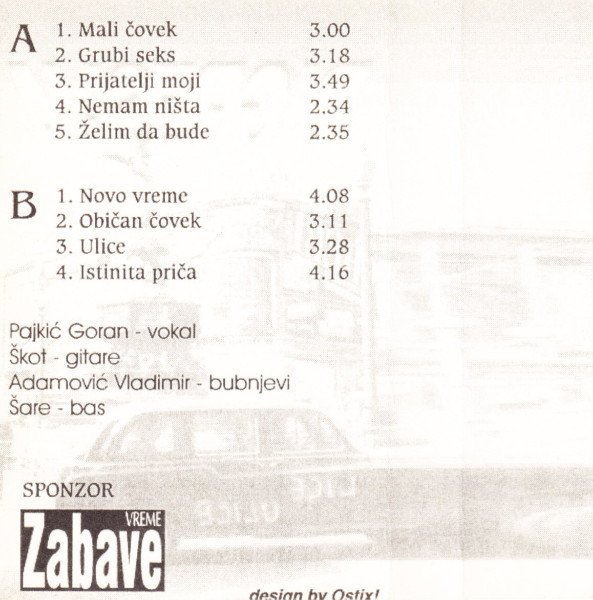 A
1. Mali čovek 3.00
2. Grubi seks 3.18
3. Prijatelji moji 3.49
4. Nemam ništa 2.34
5. Želim da bude 2.35
B
1. Novo vreme 4.08
2. Običan čovek 3.11
3. Ulice 3.28
4. Istinita priča 4.16
Pajkić Goran - vokal
Škot - gitare
Adamović Vladimir - bubnjevi
Šare - bas
SPONZOR
VREME
Zabave
design by Ostix!